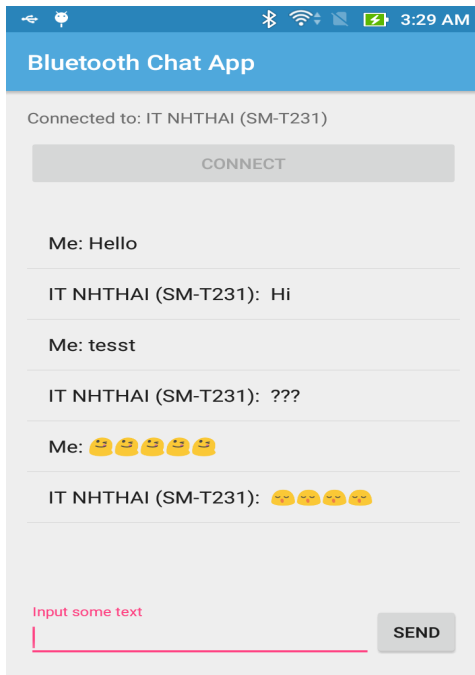 3:29 AM
Bluetooth Chat App
Connected to: IT NHTHAI (SM-T231)
CONNECT
Me: Hello
IT NHTHAI (SM-T231):  Hi
Me: tesst
IT NHTHAI (SM-T231):  ???
Me:
IT NHTHAI (SM-T231):
Input some text
SEND